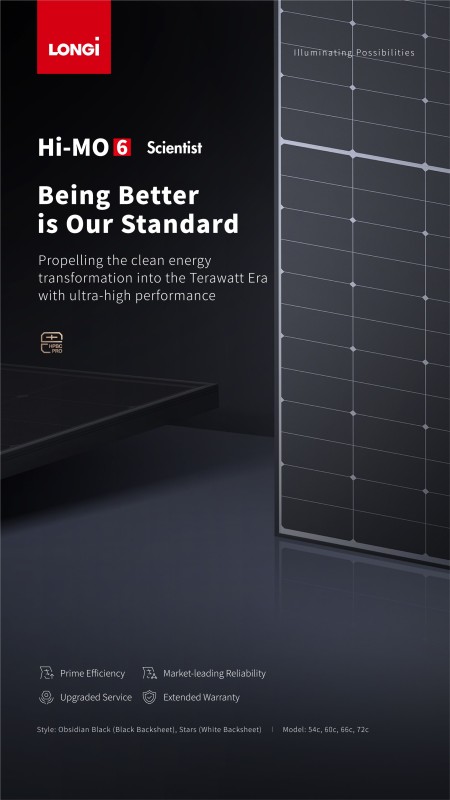 LONGi
Illuminating Possibilities
Hi-MO 6 Scientist
Being Better
is Our Standard
Propelling the clean energy
transformation into the Terawatt Era
with ultra-high performance
HPBC
PRO
Prime Efficiency
Market-leading Reliability
Upgraded Service
Extended Warranty
Style: Obsidian Black (Black Backsheet), Stars (White Backsheet) | Model: 54c, 60c, 66c, 72c